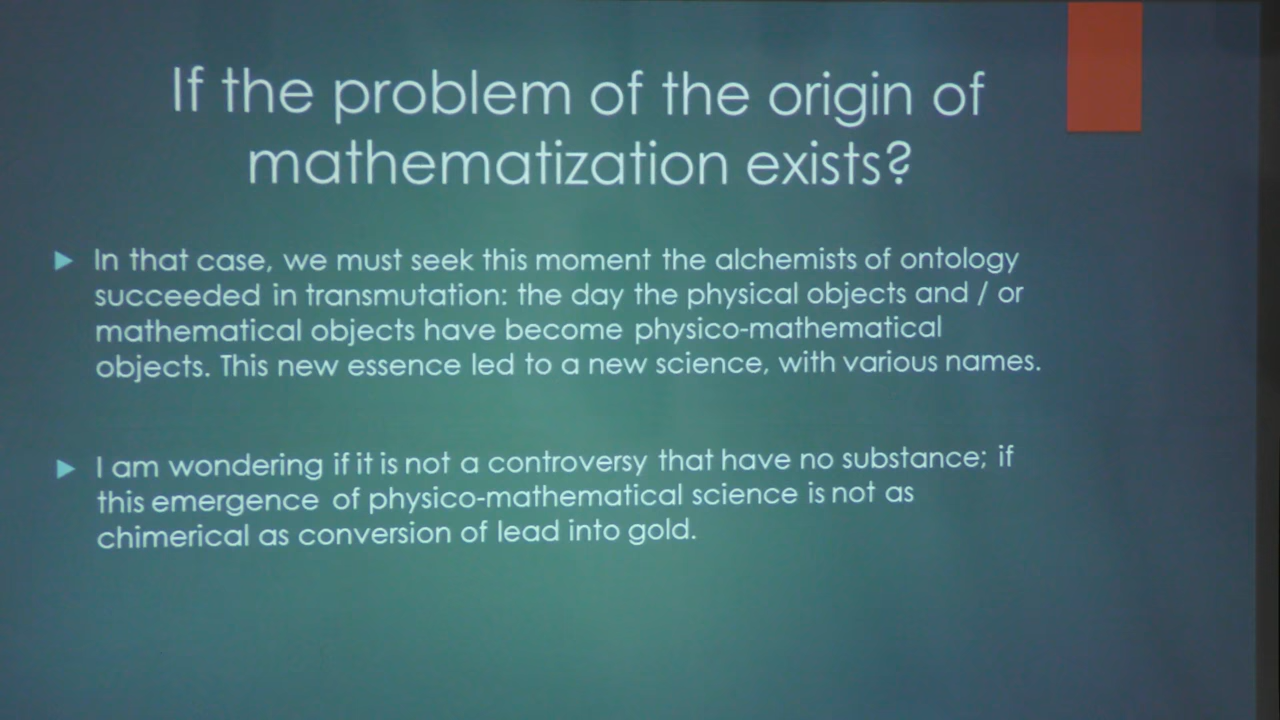 If the problem of the origin of
mathematization exists?
In that case, we must seek this moment the alchemists of ontology
succeeded in transmutation: the day the physical objects and / or
mathematical objects have become physico-mathematical
objects. This new essence led to a new science, with various names.
I am wondering if it is not a controversy that have no substance; if
this emergence of physico-mathematical science is not as
chimerical as conversion of lead into gold.